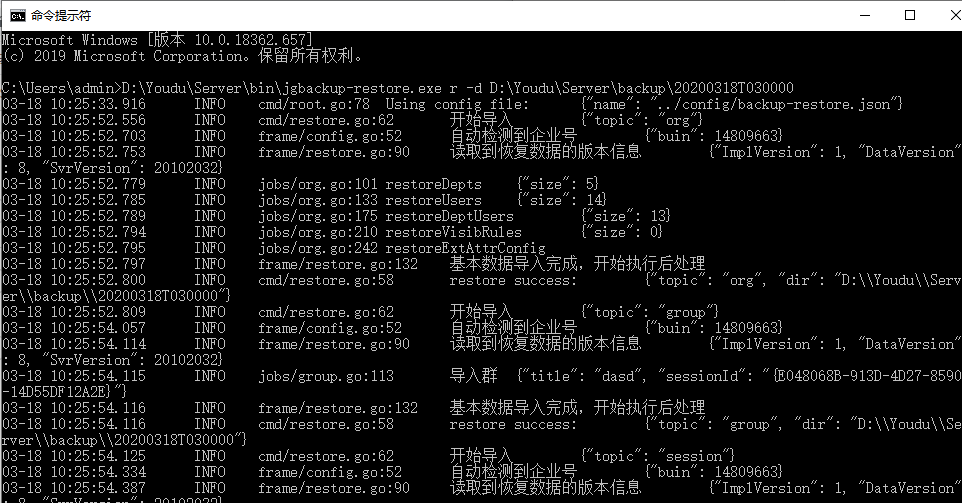 命令提示符
Microsoft Windows [版本 10.0.18362.657]
(c) 2019 Microsoft Corporation。保留所有权利。
C:\Users\admin>D:\Youdu\Server\bin\jgbackup-restore.exe r -d D:\Youdu\Server\backup\20200318T030000
03-18 10:25:33.916 INFO cmd/root.go:78 Using config file: {"name": "../config/backup-restore.json"}
03-18 10:25:52.556 INFO cmd/restore.go:62 开始导入 {"topic": "org"}
03-18 10:25:52.703 INFO frame/config.go:52 自动检测到企业号 {"buin": 14809663}
03-18 10:25:52.753 INFO frame/restore.go:90 读取到恢复数据的版本信息 {"ImplVersion": 1, "DataVersion"
: 8, "SvrVersion": 20102032}
03-18 10:25:52.779 INFO jobs/org.go:101 restoreDepts {"size": 5}
03-18 10:25:52.785 INFO jobs/org.go:133 restoreUsers {"size": 14}
03-18 10:25:52.789 INFO jobs/org.go:175 restoreDeptUsers {"size": 13}
03-18 10:25:52.794 INFO jobs/org.go:210 restoreVisibRules {"size": 0}
03-18 10:25:52.795 INFO jobs/org.go:242 restoreExtAttrConfig
03-18 10:25:52.797 INFO frame/restore.go:132 基本数据导入完成，开始执行后处理
03-18 10:25:52.800 INFO cmd/restore.go:58 restore success: {"topic": "org", "dir": "D:\\Youdu\\Serv
er\\backup\\20200318T030000"}
03-18 10:25:52.809 INFO cmd/restore.go:62 开始导入 {"topic": "group"}
03-18 10:25:54.057 INFO frame/config.go:52 自动检测到企业号 {"buin": 14809663}
03-18 10:25:54.114 INFO frame/restore.go:90 读取到恢复数据的版本信息 {"ImplVersion": 1, "DataVersion"
: 8, "SvrVersion": 20102032}
03-18 10:25:54.115 INFO jobs/group.go:113 导入群 {"title": "dasd", "sessionId": "{E048068B-913D-4D27-8590
-14D55DF12A2E}"}
03-18 10:25:54.116 INFO frame/restore.go:132 基本数据导入完成，开始执行后处理
03-18 10:25:54.116 INFO cmd/restore.go:58 restore success: {"topic": "group", "dir": "D:\\Youdu\\Se
rver\\backup\\20200318T030000"}
03-18 10:25:54.125 INFO cmd/restore.go:62 开始导入 {"topic": "session"}
03-18 10:25:54.334 INFO frame/config.go:52 自动检测到企业号 {"buin": 14809663}
03-18 10:25:54.387 INFO frame/restore.go:90 读取到恢复数据的版本信息 {"ImplVersion": 1, "DataVersion"
: 8, "SvrVersion": 20102032}